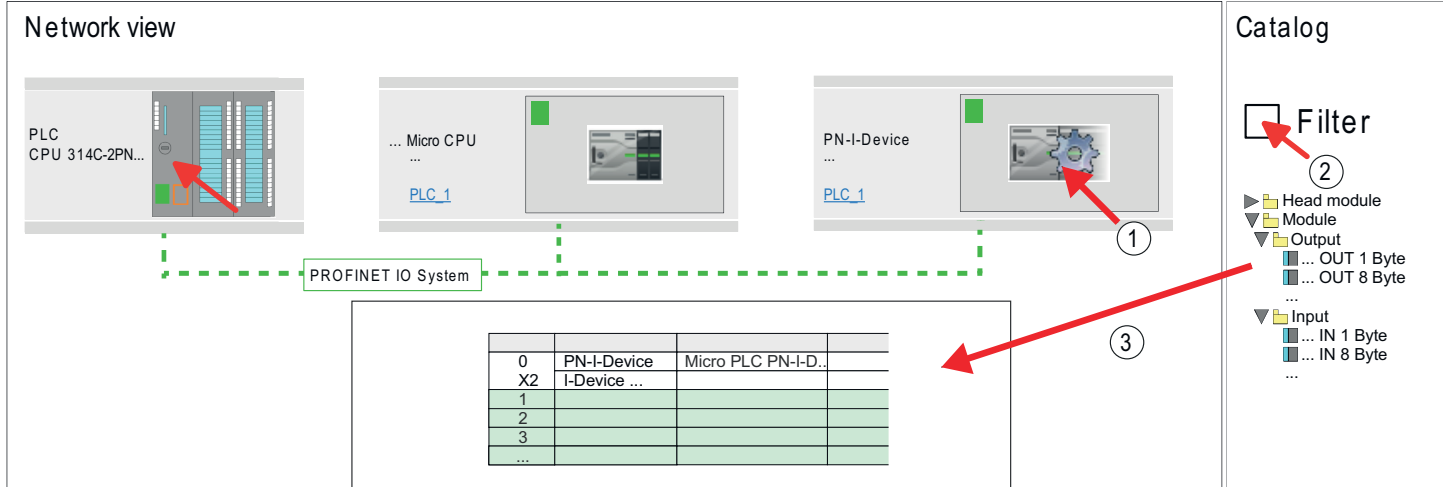 Network view
PLC
CPU 314C-2PN...
... Micro CPU
...
PLC_1
PN-I-Device
...
PLC_1
1
PROFINET IO System
0 PN-I-Device Micro PLC PN-I-D..
X2 I-Device ...
1
2
3
...
3
Catalog
Filter
2
Head module
Module
Output
... OUT 1 Byte
... OUT 8 Byte
...
Input
... IN 1 Byte
... IN 8 Byte
...